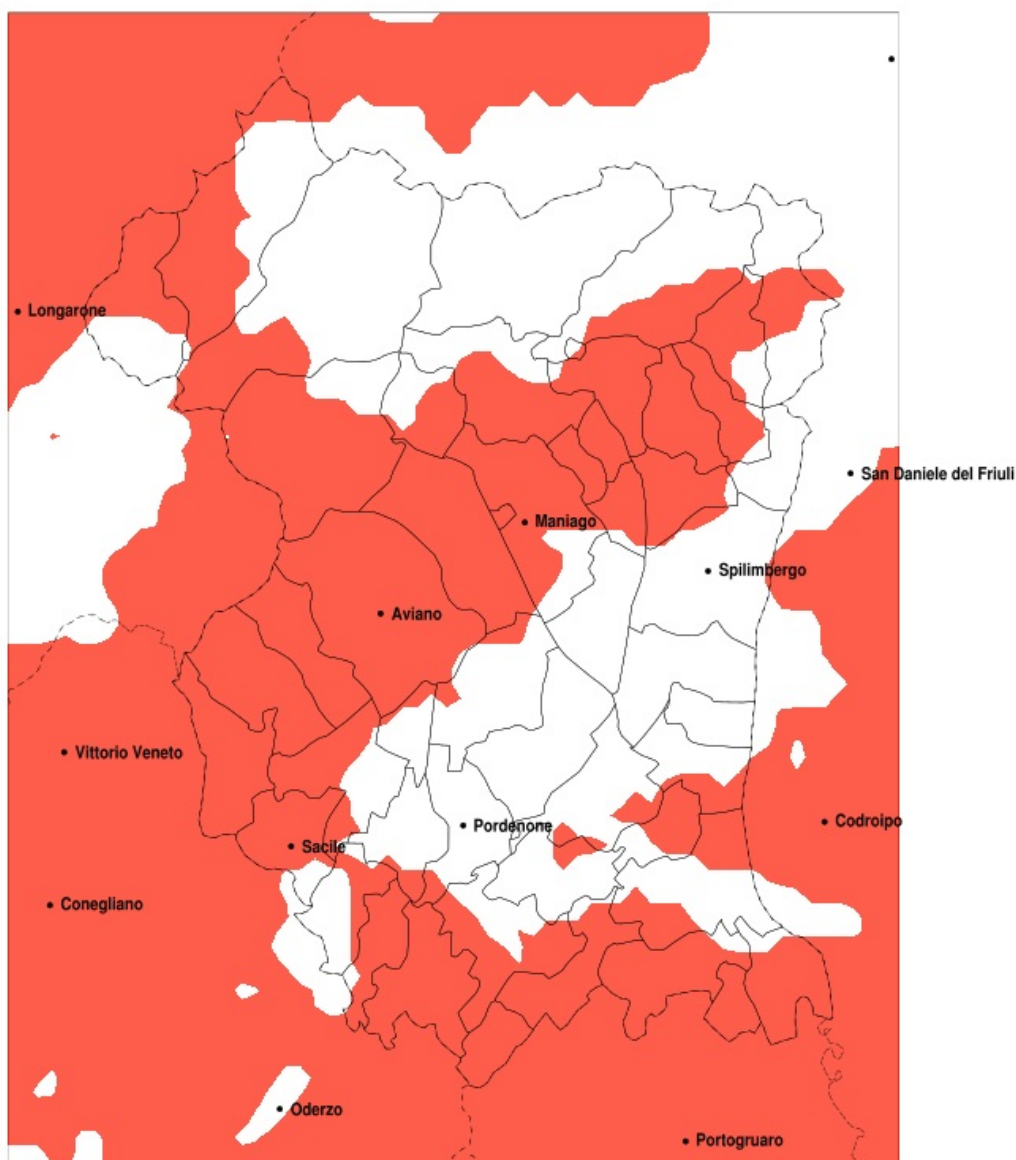 Longarone
San Daniele del Friuli
Maniago
Spilimbergo
Aviano
Vittorio Veneto
Pordenone
Codroipo
Sacile
Conegliano
Oderzo
Portogruaro